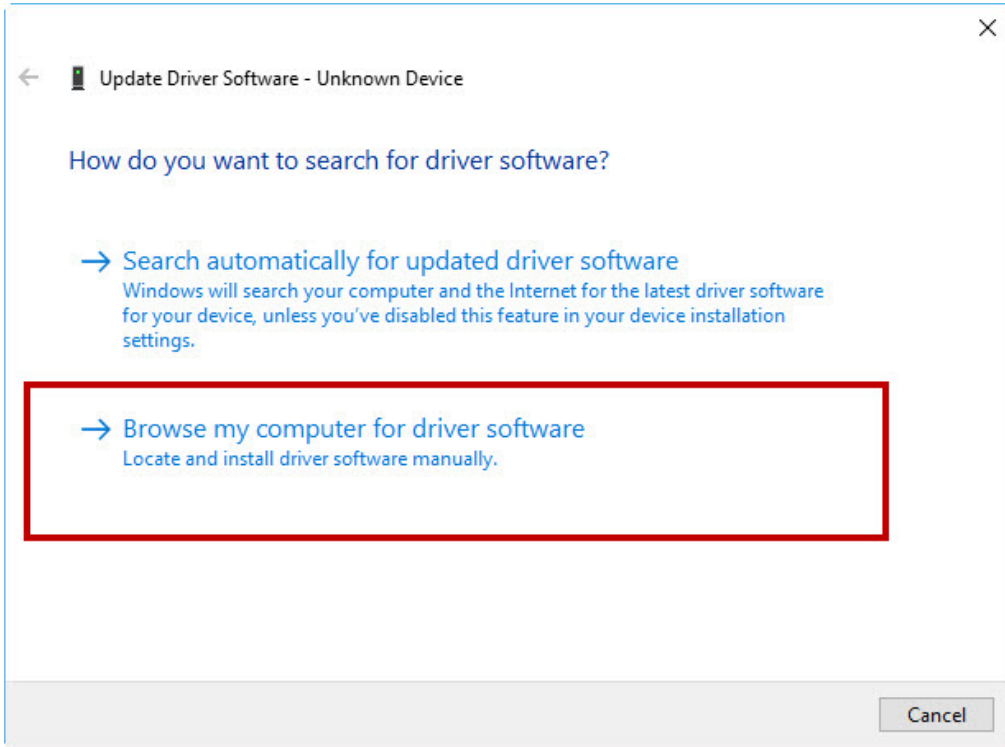 Update Driver Software - Unknown Device
How do you want to search for driver software?
Search automatically for updated driver software
Windows will search your computer and the Internet for the latest driver software
for your device, unless you've disabled this feature in your device installation
settings.
Browse my computer for driver software
Locate and install driver software manually.
Cancel